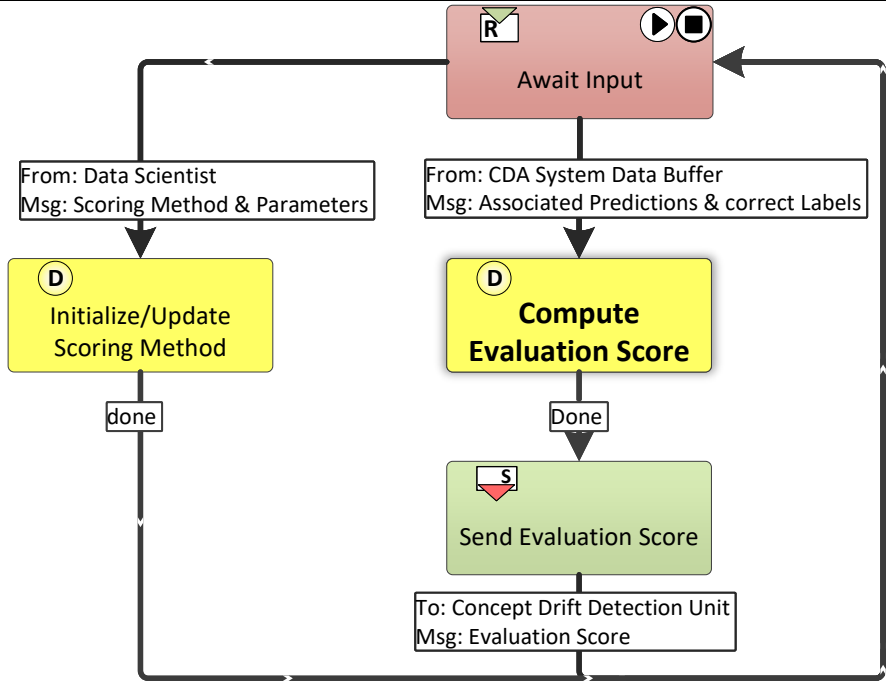 R
Await Input
From: Data Scientist
Msg: Scoring Method & Parameters
From: CDA System Data Buffer
Msg: Associated Predictions & correct Labels
D
Initialize/Update
Scoring Method
D
Compute
Evaluation Score
done
Done
S
Send Evaluation Score
To: Concept Drift Detection Unit
Msg: Evaluation Score